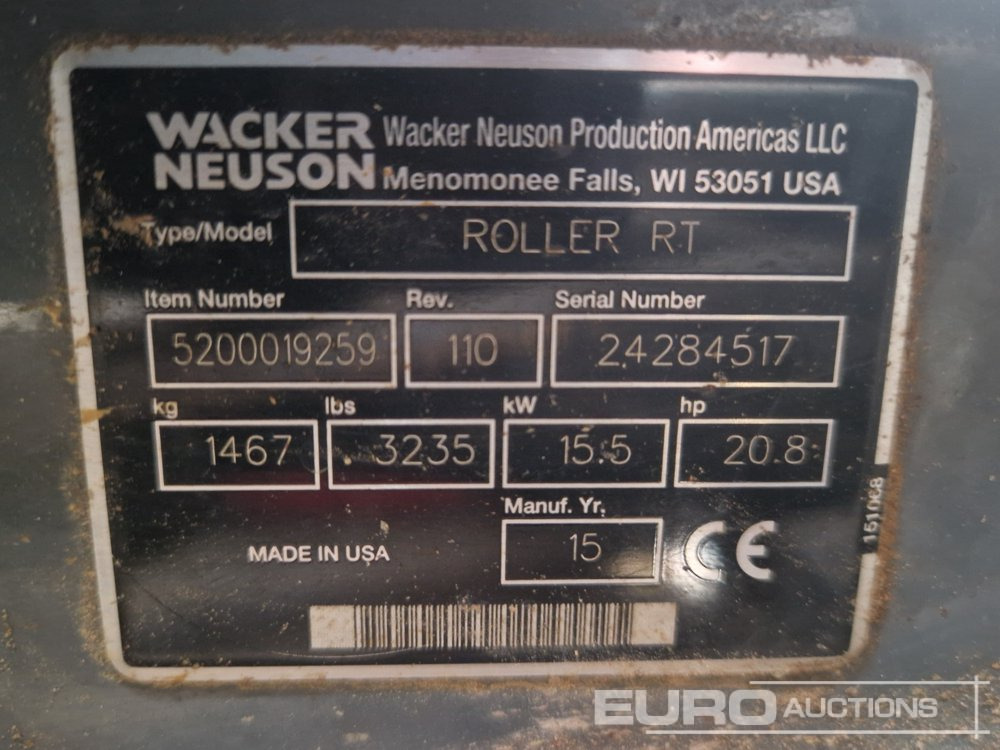 WACKER NEUSON
Wacker Neuson Production Americas LLC
Menomonee Falls, WI 53051 USA
Type/Model ROLLER RT
Item Number Rev. Serial Number
5200019259 110 24284517
kg lbs kW hp
1467 3235 15.5 20.8
Manuf. Yr.
MADE IN USA 15 CE
151068
EURO AUCTIONS